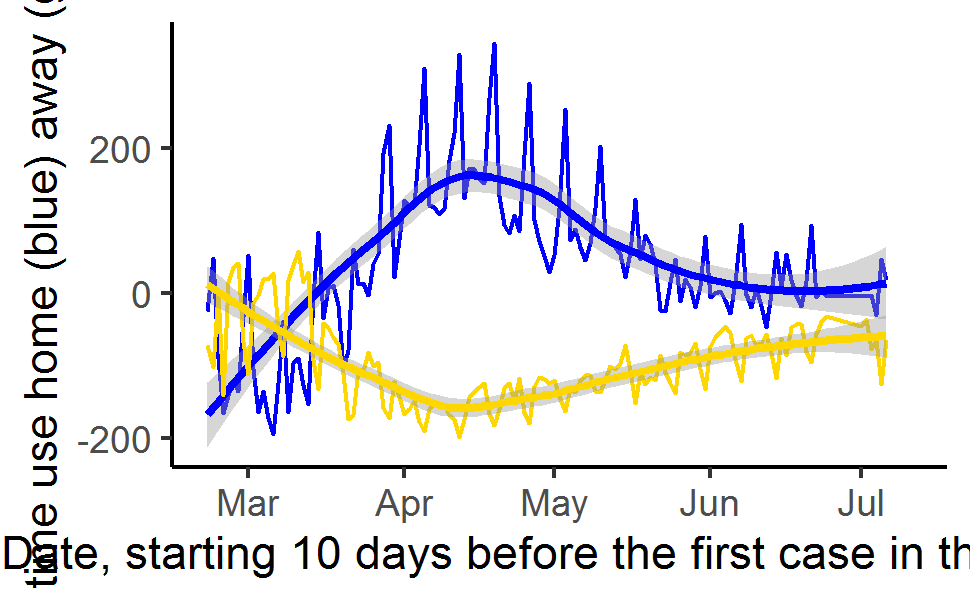 time use home (blue) away (
200
0
-200
Mar Apr May Jun Jul
Date, starting 10 days before the first case in th